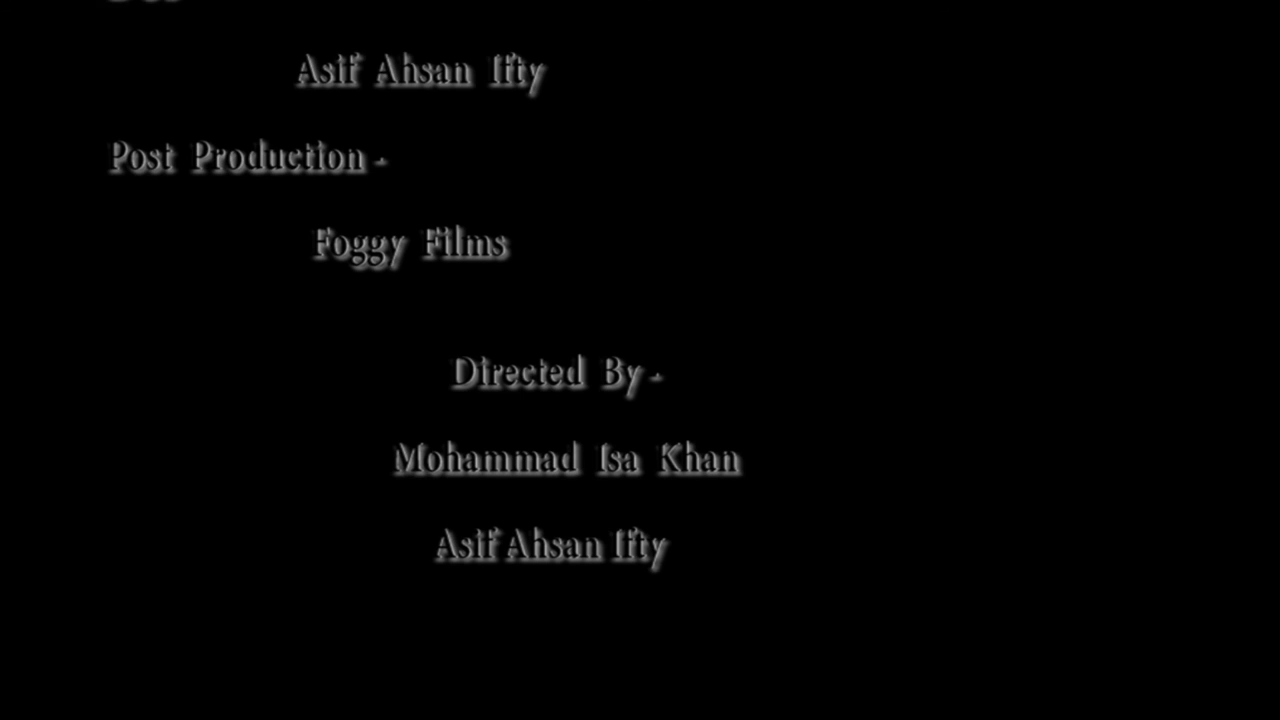 Asif Ahsan Ifty
Post Production -
Foggy Films
Directed By -
Mohammad Isa Khan
Asif Ahsan Ifty